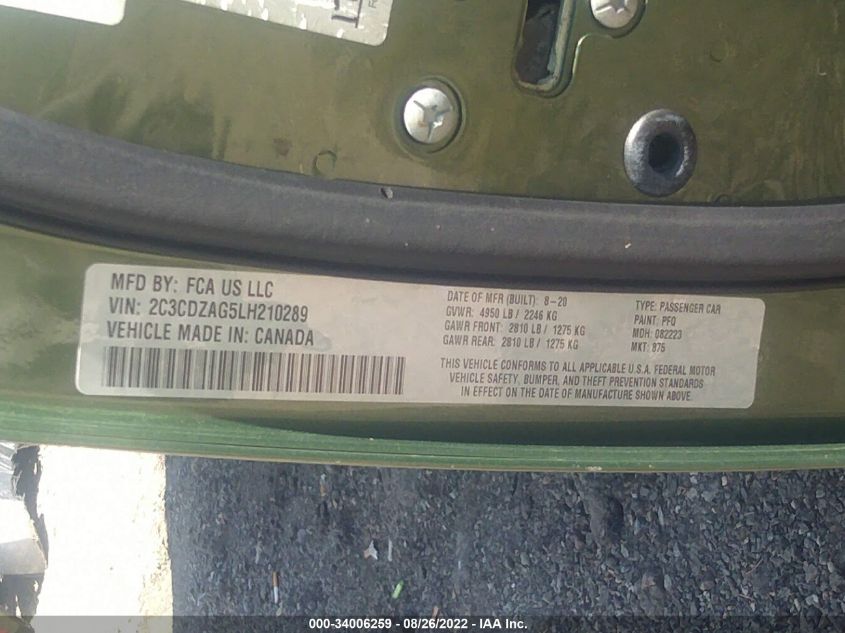 MFD BY: FCA US LLC
VIN: 2C3CDZAG5LH210289
VEHICLE MADE IN: CANADA
DATE OF MFR (BUILT): 8-20
GVWR: 4950 LB / 2246 KG
GAWR FRONT: 2810 LB / 1275 KG
GAWR REAR: 2810 LB / 1275 KG
TYPE: PASSENGER CAR
PAINT: PFQ
MDH: 082223
MKT: 875
THIS VEHICLE CONFORMS TO ALL APPLICABLE U.S.A. FEDERAL MOTOR
VEHICLE SAFETY, BUMPER, AND THEFT PREVENTION STANDARDS
IN EFFECT ON THE DATE OF MANUFACTURE SHOWN ABOVE.
000-34006259 - 08/26/2022 - IAA Inc.